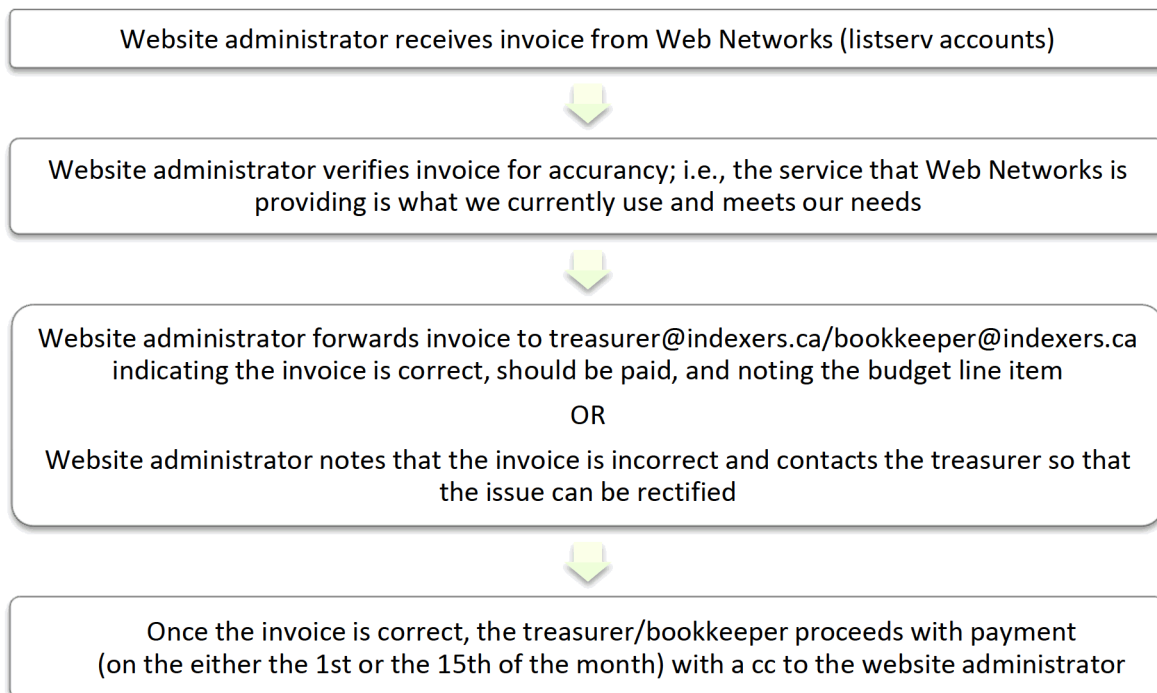 Website administrator receives invoice from Web Networks (listserv accounts)
Website administrator verifies invoice for accurancy; i.e., the service that Web Networks is
providing is what we currently use and meets our needs
Website administrator forwards invoice to treasurer@indexers.ca/bookkeeper@indexers.ca
indicating the invoice is correct, should be paid, and noting the budget line item
OR
Website administrator notes that the invoice is incorrect and contacts the treasurer so that
the issue can be rectified
Once the invoice is correct, the treasurer/bookkeeper proceeds with payment
(on the either the 1st or the 15th of the month) with a cc to the website administrator